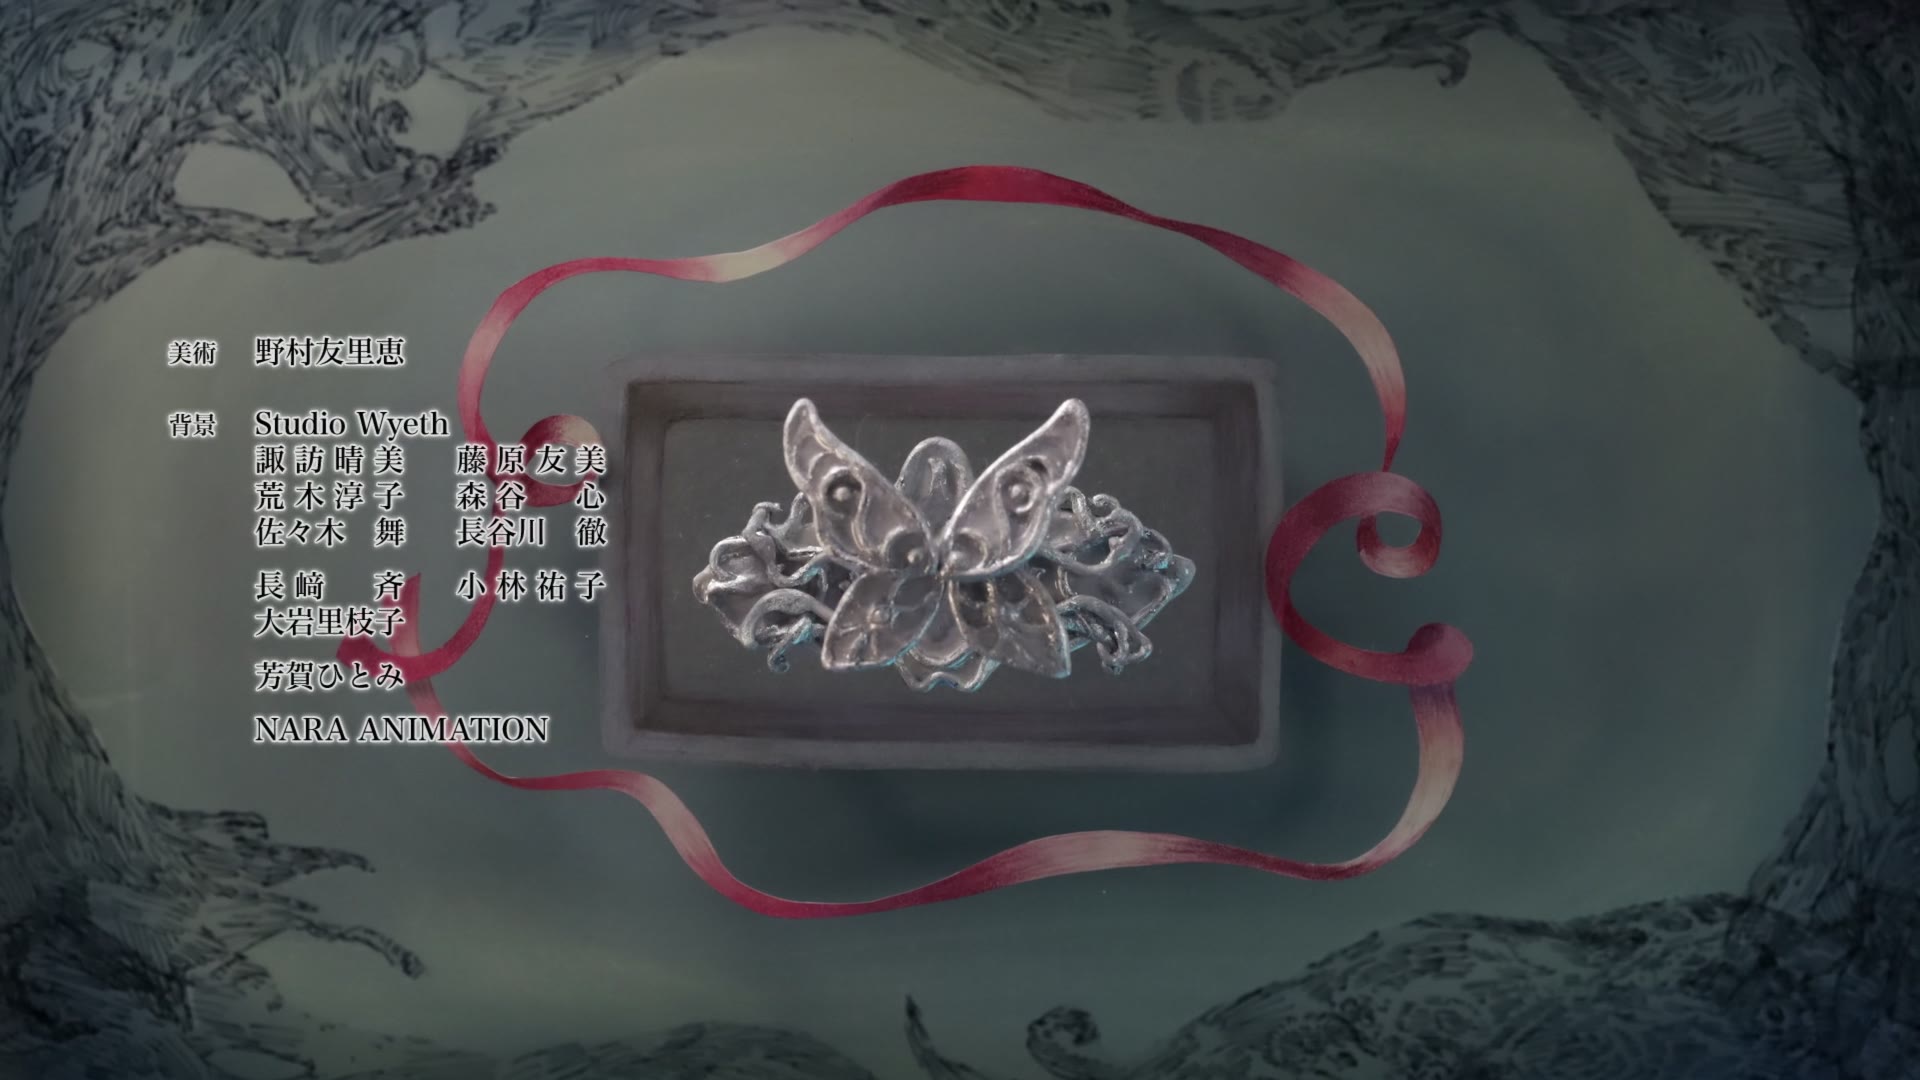 美術 野村友里恵
背景 Studio Wyeth
諏訪晴美 藤原友美
荒木淳子 森谷 心
佐々木 舞 長谷川 徹
長﨑 斉 小林祐子
大岩里枝子
芳賀ひとみ
NARA ANIMATION